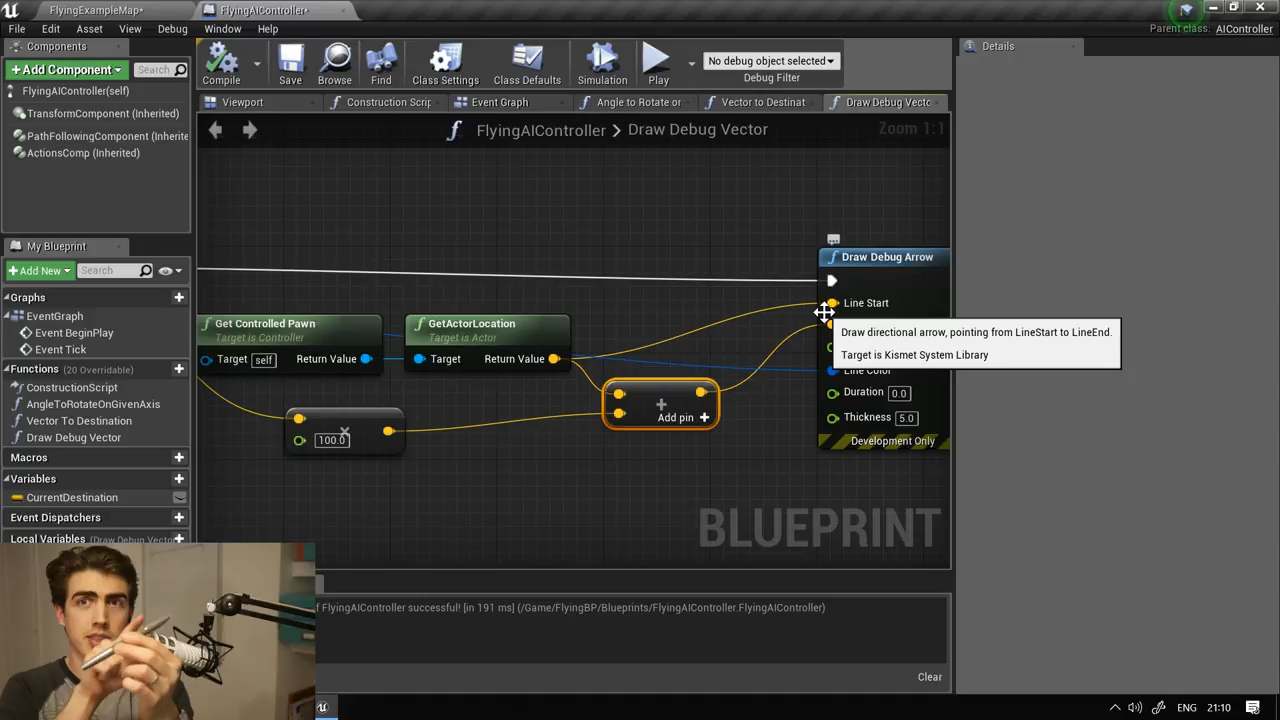 FlyingExampleMap*
FlyingAIController*
File Edit Asset View Debug Window Help
Parent class: AIController
Components
Details
+ Add Component
Search
Compile
Save
Browse
Find
Class Settings
Class Defaults
Simulation
Play
No debug object selected
Debug Filter
FlyingAIController(self)
TransformComponent (Inherited)
PathFollowingComponent (Inherite
ActionsComp (Inherited)
Viewport
Construction Scrip
Event Graph
Angle to Rotate or
Vector to Destinat
Draw Debug Vecto
FlyingAIController > Draw Debug Vector
Zoom 1:1
My Blueprint
+ Add New
Search
Graphs
EventGraph
Event BeginPlay
Event Tick
Functions (20 Overridable)
ConstructionScript
AngleToRotateOnGivenAxis
Vector To Destination
Draw Debug Vector
Macros
Variables
CurrentDestination
Event Dispatchers
Local Variables (Draw Debug Vec
Get Controlled Pawn
Target is Controller
Target self
Return Value
GetActorLocation
Target is Actor
Target
Return Value
100.0
Add pin +
Draw Debug Arrow
Line Start
Draw directional arrow, pointing from LineStart to LineEnd.
Target is Kismet System Library
Line Color
Duration 0.0
Thickness 5.0
Development Only
BLUEPRINT
f FlyingAIController successful! [in 191 ms] (/Game/FlyingBP/Blueprints/FlyingAIController.FlyingAIController)
Clear
ENG
21:10